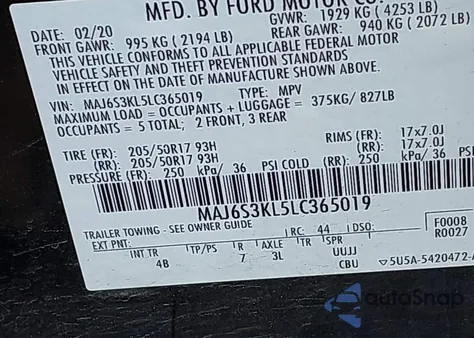 MFD. BY FORD MOTOR CO.
DATE: 02/20 GVWR: 1929 KG ( 4253 LB)
FRONT GAWR: 995 KG ( 2194 LB) REAR GAWR: 940 KG ( 2072 LB)
THIS VEHICLE CONFORMS TO ALL APPLICABLE FEDERAL MOTOR
VEHICLE SAFETY AND THEFT PREVENTION STANDARDS
IN EFFECT ON THE DATE OF MANUFACTURE SHOWN ABOVE.
VIN: MAJ6S3KL5LC365019 TYPE: MPV
MAXIMUM LOAD = OCCUPANTS + LUGGAGE = 375KG/ 827LB
OCCUPANTS = 5 TOTAL; 2 FRONT, 3 REAR
TIRE (FR): 205/50R17 93H RIMS (FR): 17x7.0J
(RR): 205/50R17 93H (RR): 17x7.0J
PRESSURE (FR): 250 kPa/ 36 PSI COLD (RR): 250 kPa/ 36 PSI
MAJ6S3KL5LC365019
TRAILER TOWING - SEE OWNER GUIDE F0008
EXT PNT: RC: 44 DSO: R0027
INT TR TP/PS R AXLE TR SPR
4B 7 3L UUJJ
CBU 5U5A-5420472-
autoSnap